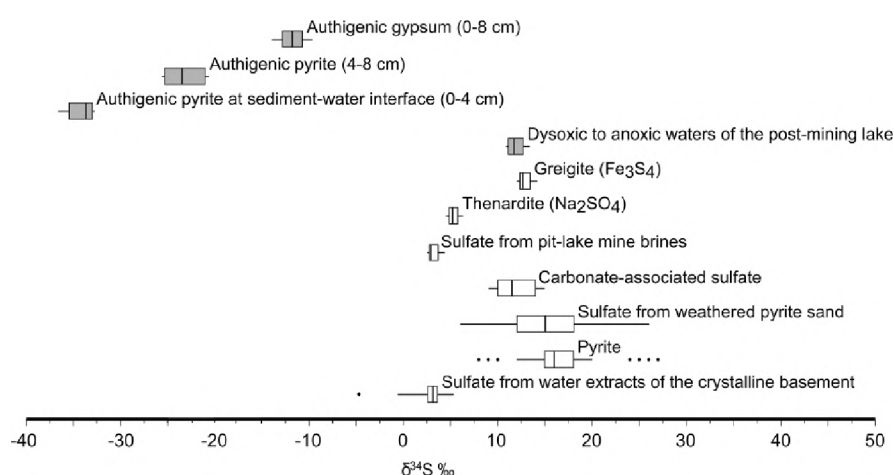 Authigenic gypsum (0-8 cm)
Authigenic pyrite (4-8 cm)
Authigenic pyrite at sediment-water interface (0-4 cm)
Dysoxic to anoxic waters of the post-mining lake
Greigite (Fe3S4)
Thenardite (Na2SO4)
Sulfate from pit-lake mine brines
Carbonate-associated sulfate
Sulfate from weathered pyrite sand
Pyrite
Sulfate from water extracts of the crystalline basement
-40 -30 -20 -10 0 10 20 30 40 50
δ34S ‰